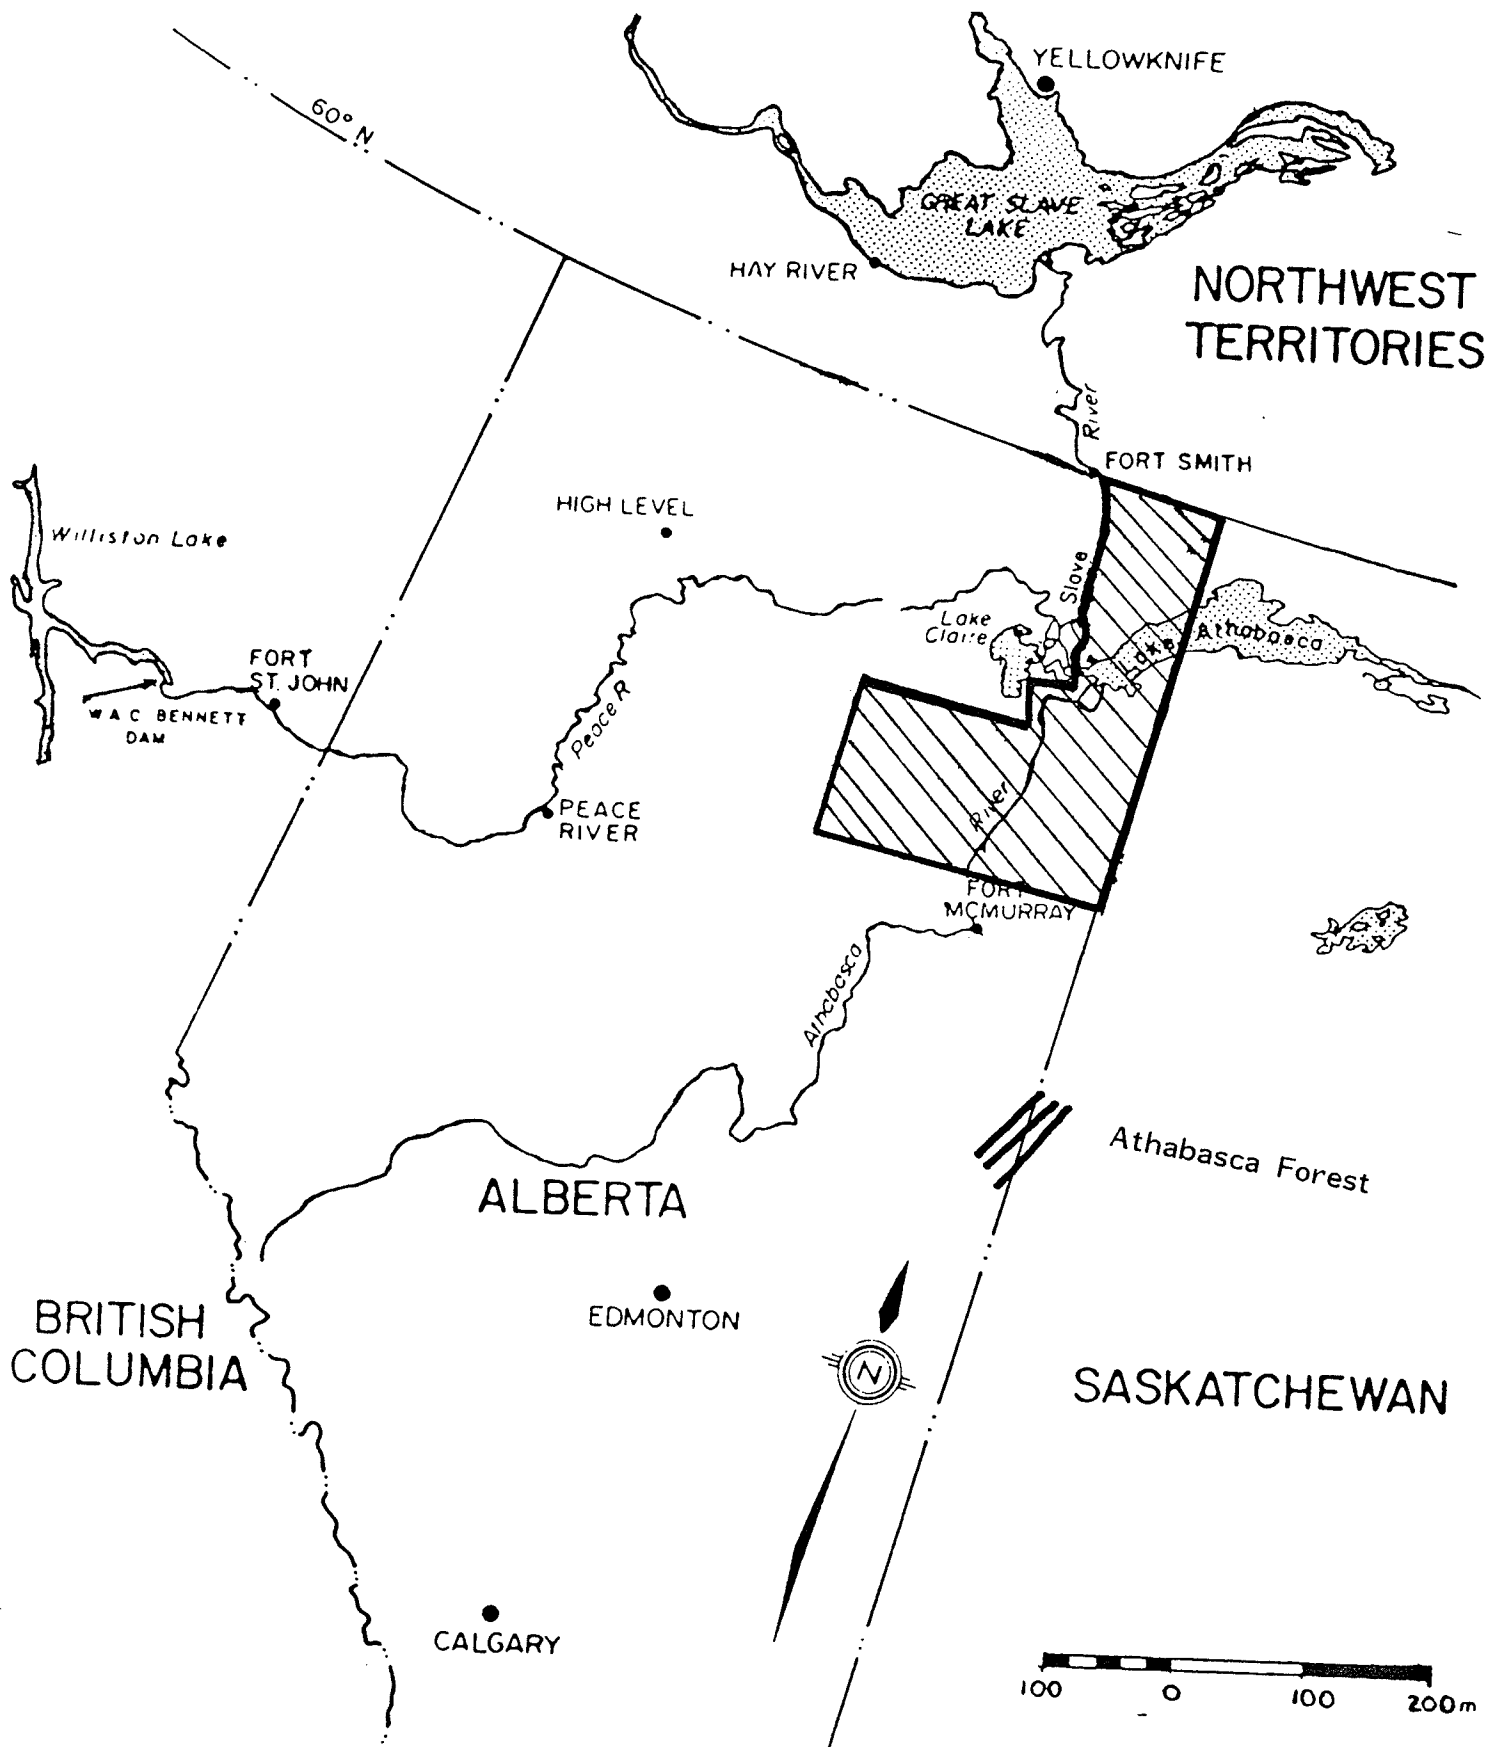 YELLOWKNIFE
60° N
GREAT SLAVE
LAKE
HAY RIVER
NORTHWEST
TERRITORIES
River
FORT SMITH
HIGH LEVEL
Williston Lake
Slave
Lake
Claire
Lake Athabasca
FORT
ST. JOHN
W A C BENNETT
DAM
Peace R
PEACE
RIVER
River
FORT
MCMURRAY
Athabasca
Athabasca Forest
ALBERTA
EDMONTON
BRITISH
COLUMBIA
N
SASKATCHEWAN
CALGARY
100 0 100 200m